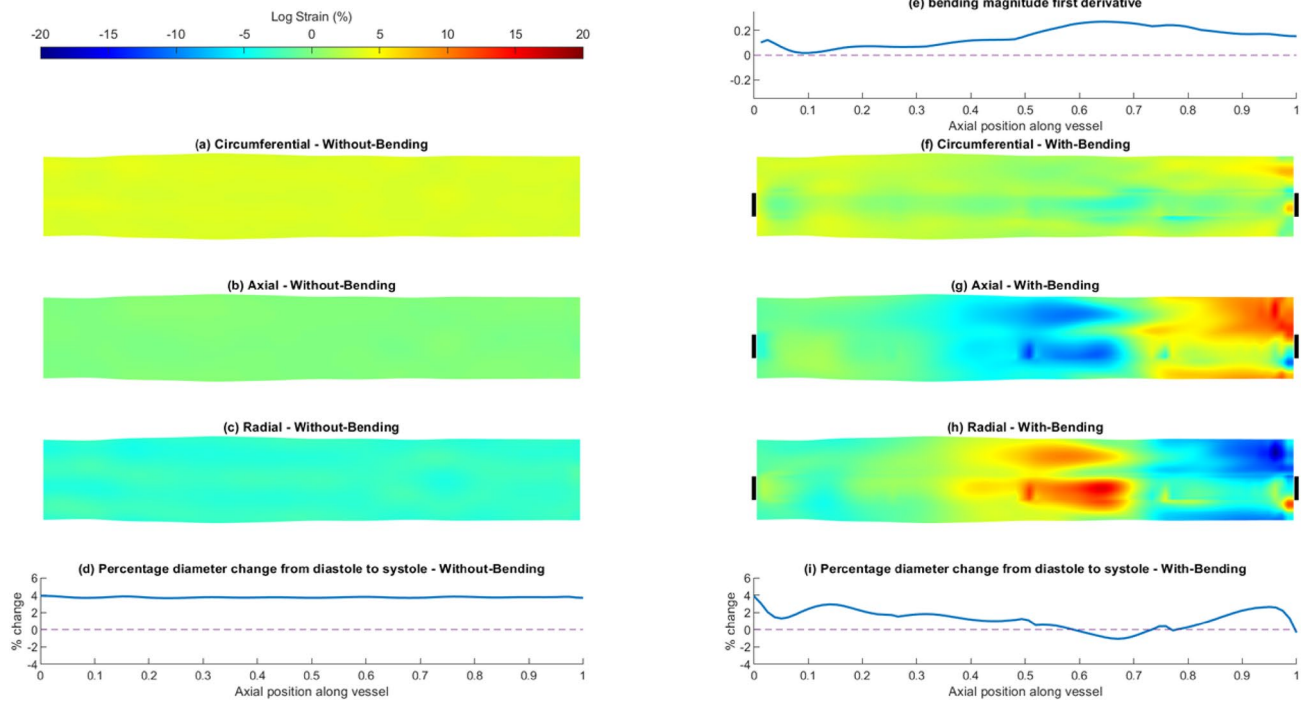 Log Strain (%)
-20 -15 -10 -5 0 5 10 15 20
(a) Circumferential - Without-Bending
(b) Axial - Without-Bending
(c) Radial - Without-Bending
(d) Percentage diameter change from diastole to systole - Without-Bending
% change
6
4
2
0
-2
-4
0 0.1 0.2 0.3 0.4 0.5 0.6 0.7 0.8 0.9 1
Axial position along vessel
(e) bending magnitude first derivative
0.2
0
-0.2
0 0.1 0.2 0.3 0.4 0.5 0.6 0.7 0.8 0.9 1
Axial position along vessel
(f) Circumferential - With-Bending
(g) Axial - With-Bending
(h) Radial - With-Bending
(i) Percentage diameter change from diastole to systole - With-Bending
% change
6
4
2
0
-2
-4
0 0.1 0.2 0.3 0.4 0.5 0.6 0.7 0.8 0.9 1
Axial position along vessel